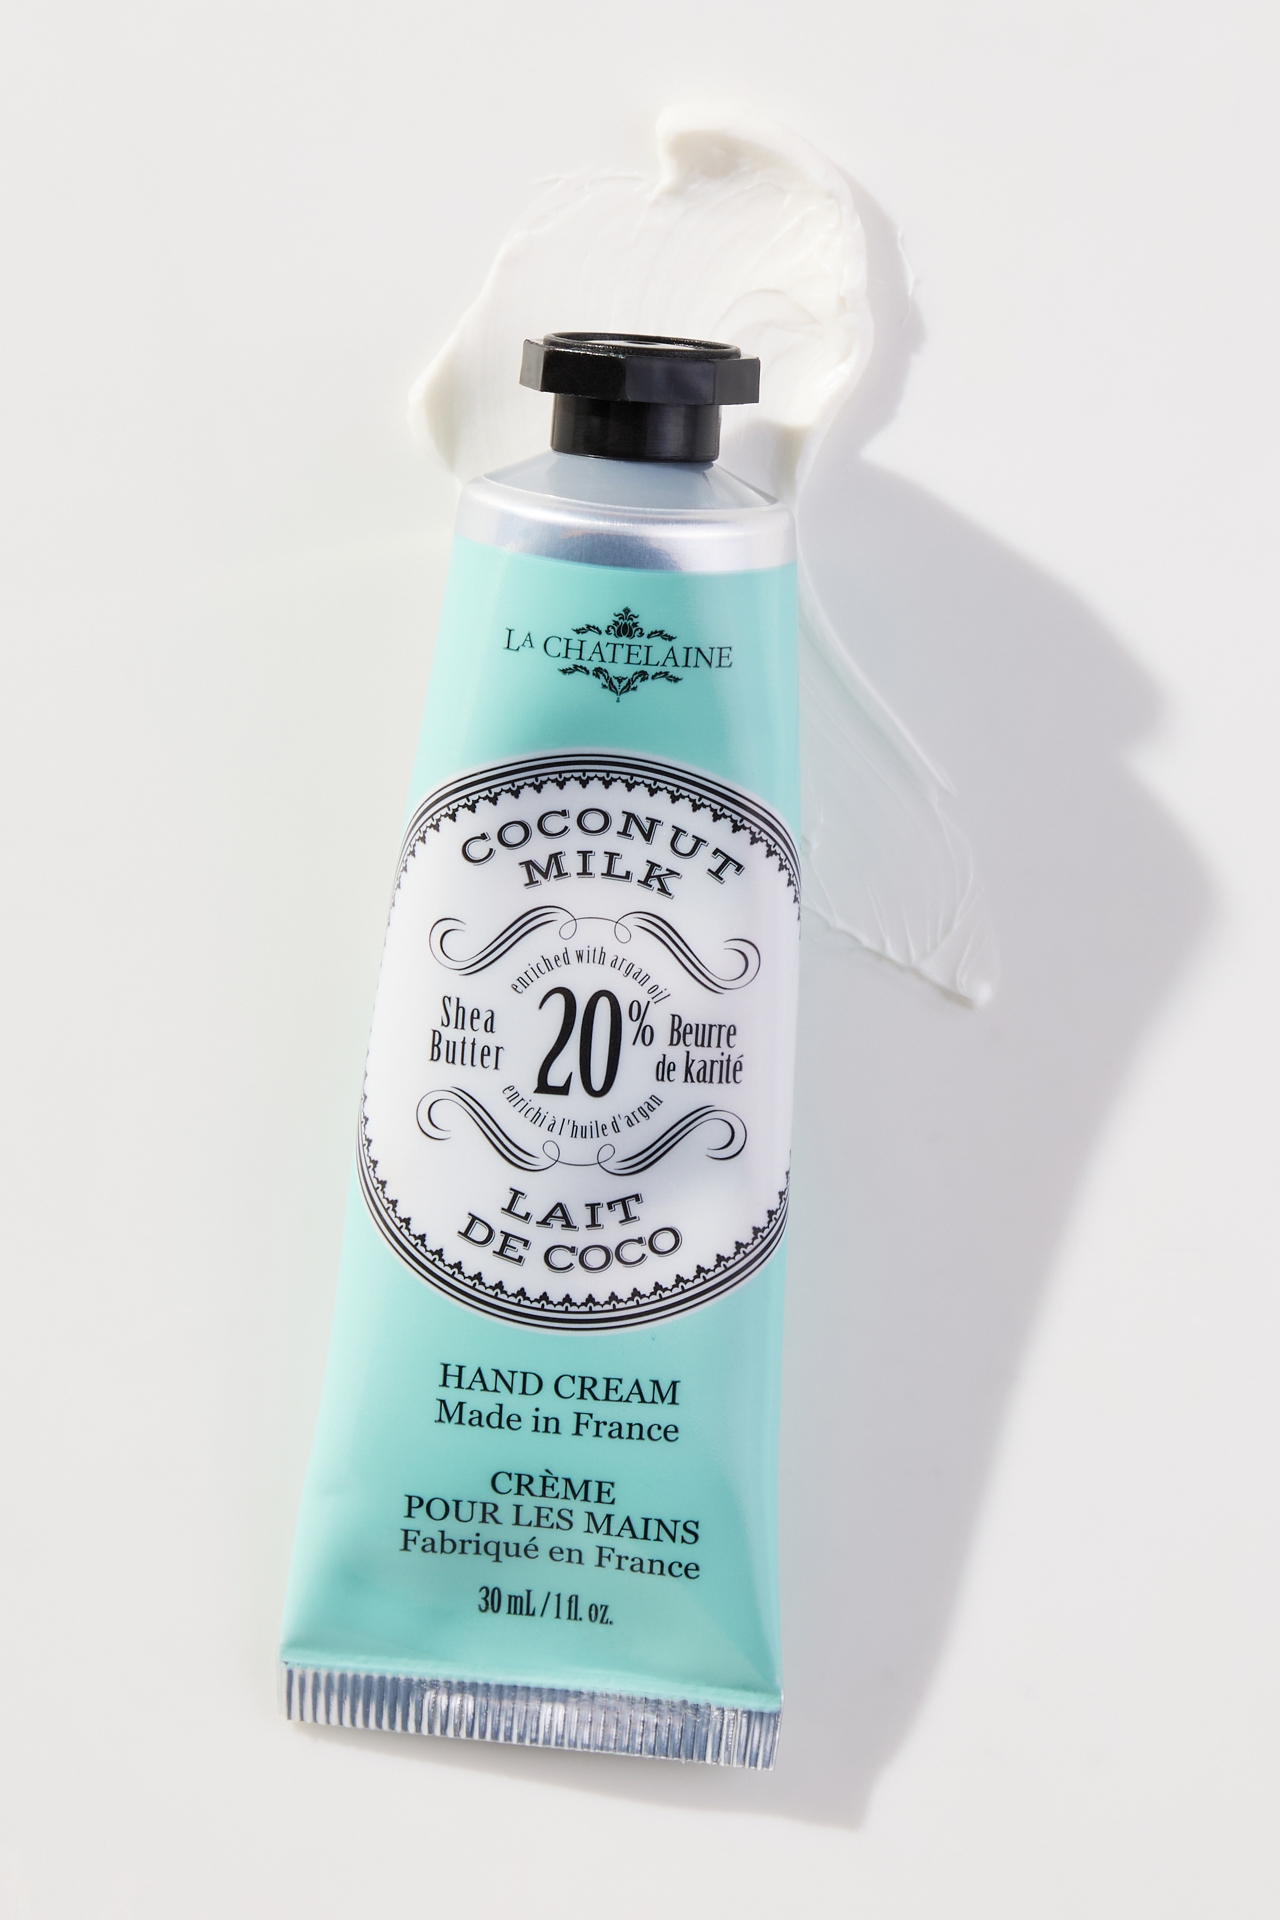 LA CHATELAINE
COCONUT
MILK
enriched with argan oil
Shea
Butter
20%
Beurre
de karité
enrichi à l'huile d'argan
LAIT
DE COCO
HAND CREAM
Made in France
CRÈME
POUR LES MAINS
Fabriqué en France
30 mL / 1 fl. oz.